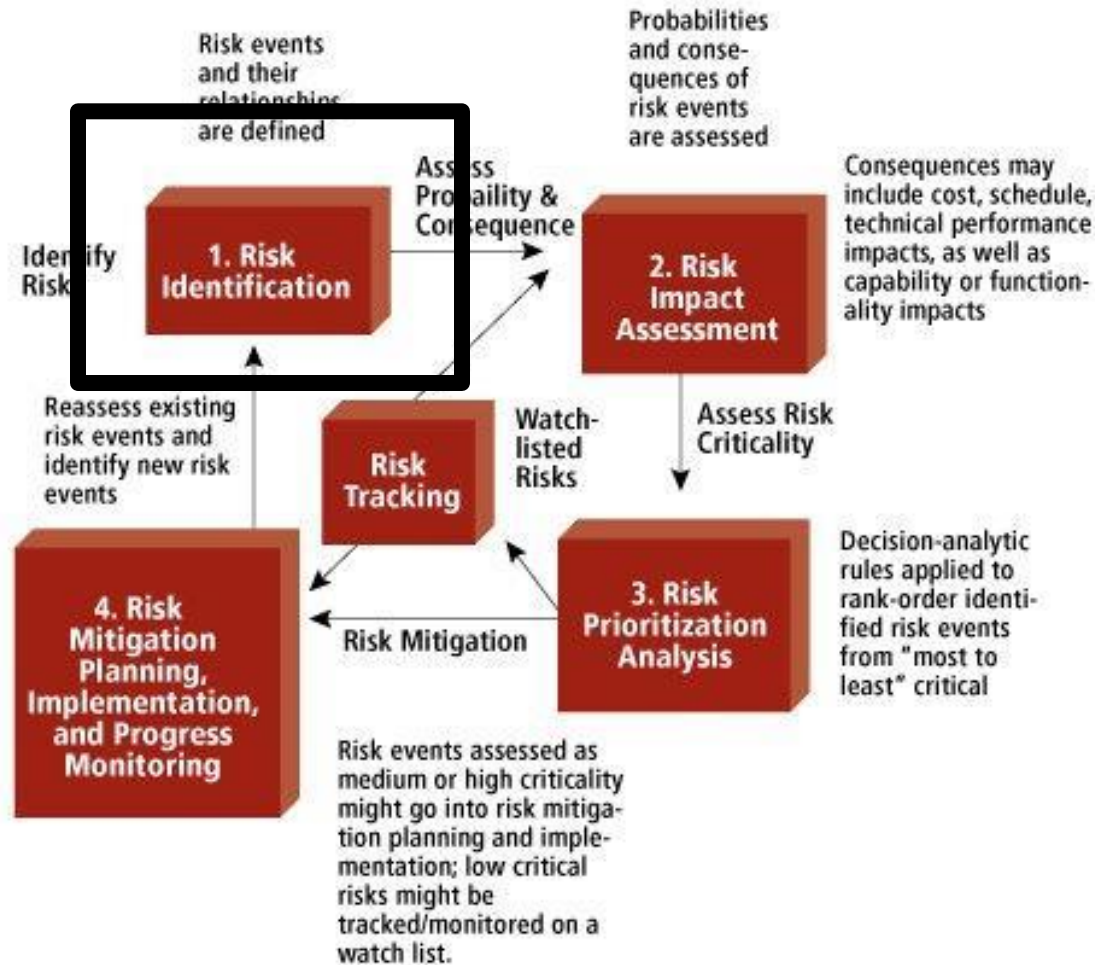 Risk events
and their
relationships
are defined
Probabilities
and conse-
quences of
risk events
are assessed
Identify
Risk
1. Risk
Identification
Assess
Probaility &
Consequence
2. Risk
Impact
Assessment
Consequences may
include cost, schedule,
technical performance
impacts, as well as
capability or function-
ality impacts
Reassess existing
risk events and
identify new risk
events
Risk
Tracking
Watch-
listed
Risks
Assess Risk
Criticality
4. Risk
Mitigation
Planning,
Implementation,
and Progress
Monitoring
Risk Mitigation
3. Risk
Prioritization
Analysis
Decision-analytic
rules applied to
rank-order identi-
fied risk events
from "most to
least" critical
Risk events assessed as
medium or high criticality
might go into risk mitiga-
tion planning and imple-
mentation; low critical
risks might be
tracked/monitored on a
watch list.